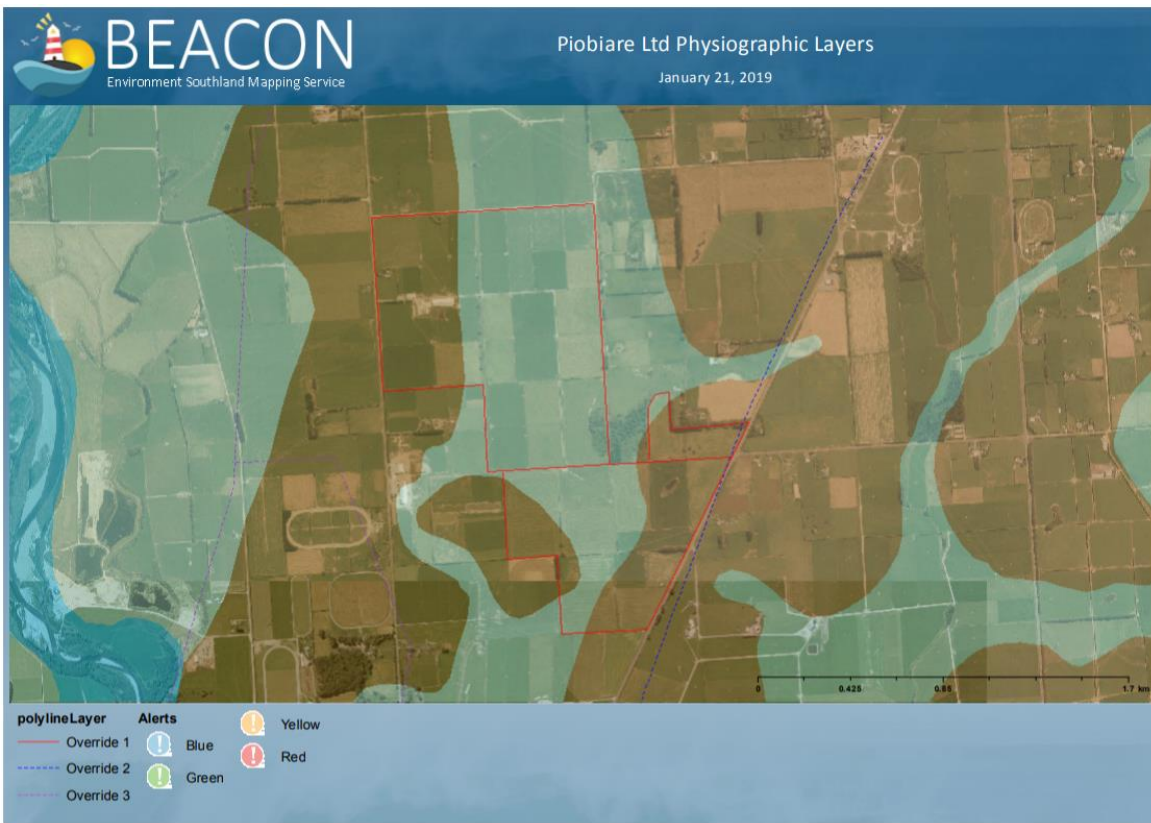 BEACON
Environment Southland Mapping Service
Piobiare Ltd Physiographic Layers
January 21, 2019
0 0.425 0.85 1.7 km
polylineLayer
Override 1
Override 2
Override 3
Alerts
Blue
Green
Yellow
Red